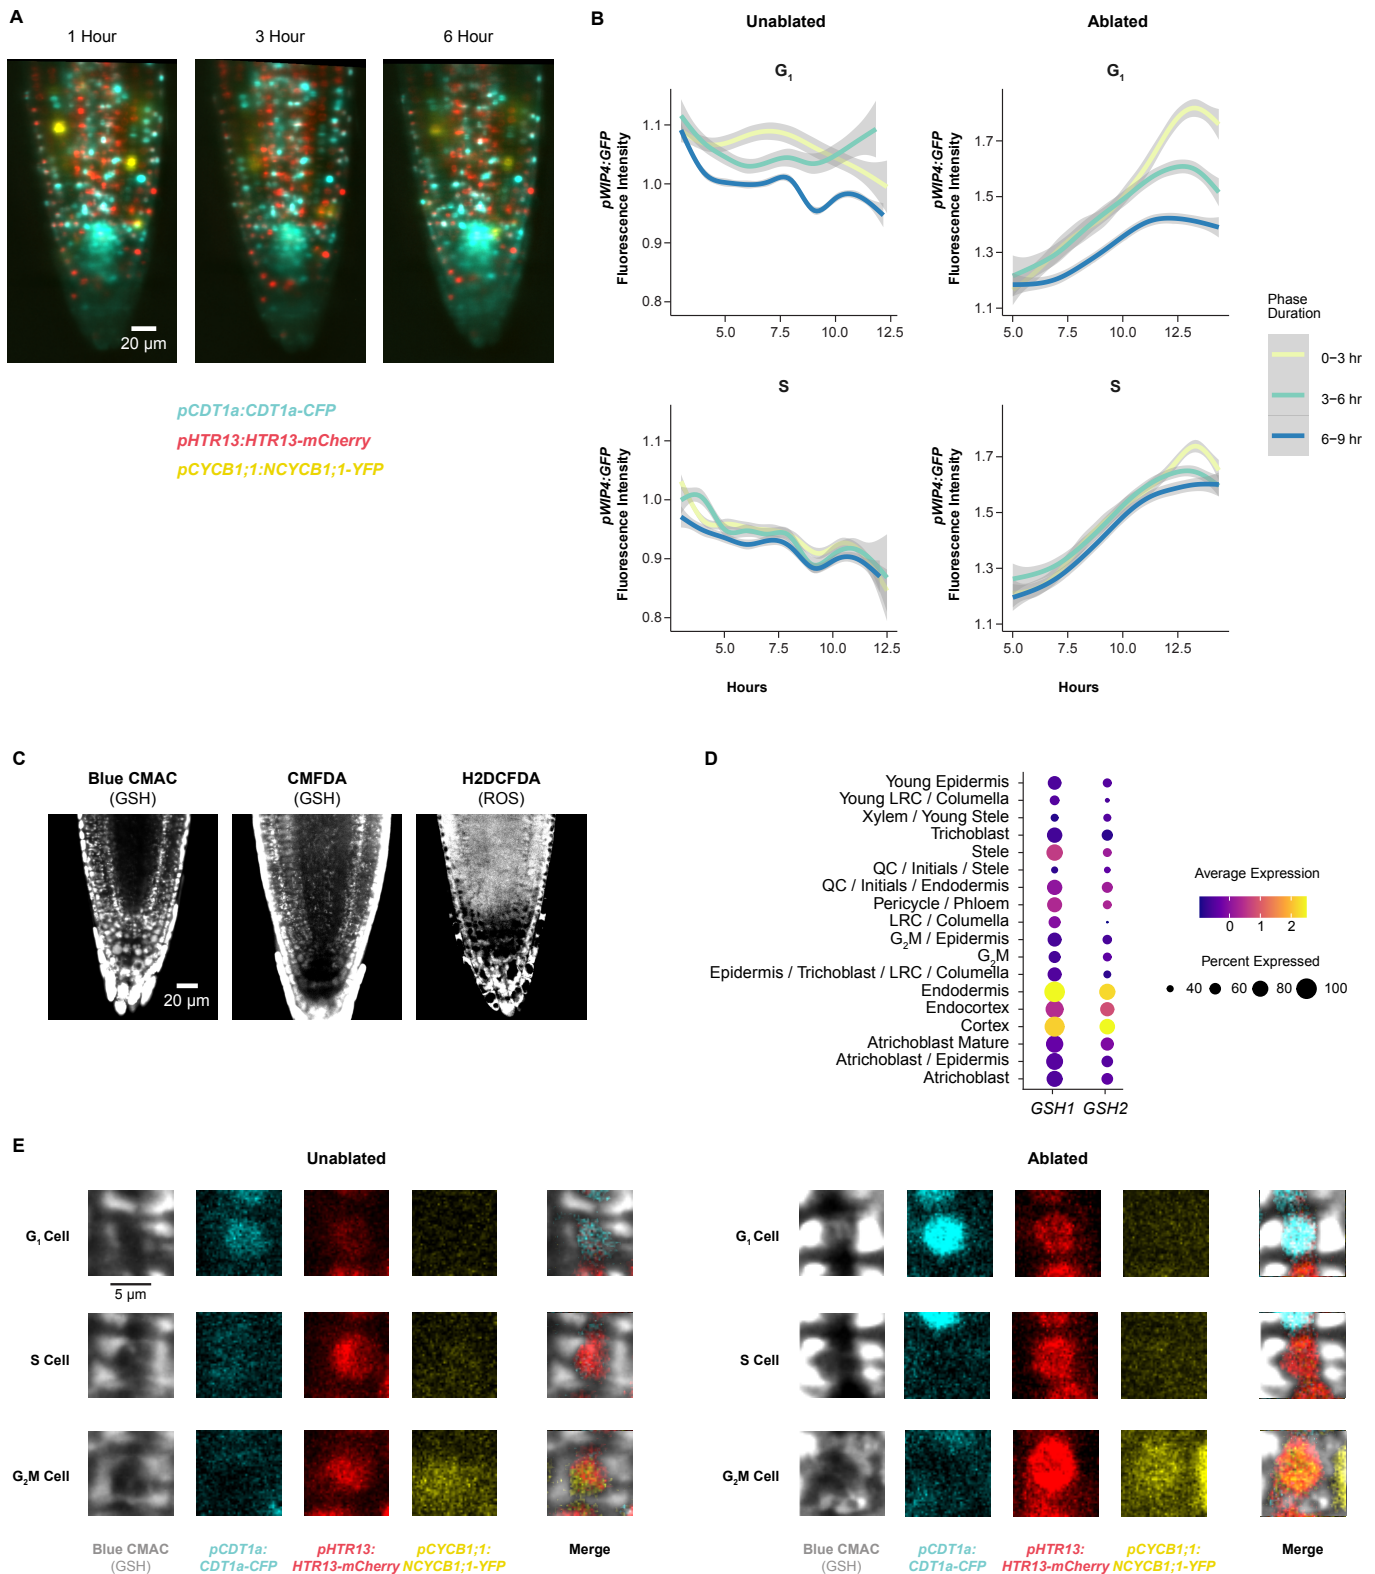 A
1 Hour
3 Hour
6 Hour
20 µm
pCDT1a:CDT1a-CFP
pHTR13:HTR13-mCherry
pCYCB1;1:NCYCB1;1-YFP
B
Unablated
Ablated
G1
pWIP4:GFP
Fluorescence Intensity
1.1
1.0
0.9
0.8
5.0 7.5 10.0 12.5
G1
pWIP4:GFP
Fluorescence Intensity
1.7
1.5
1.3
1.1
5.0 7.5 10.0 12.5
S
pWIP4:GFP
Fluorescence Intensity
1.1
1.0
0.9
0.8
5.0 7.5 10.0 12.5
Hours
S
pWIP4:GFP
Fluorescence Intensity
1.7
1.5
1.3
1.1
5.0 7.5 10.0 12.5
Hours
Phase
Duration
0−3 hr
3−6 hr
6−9 hr
C
Blue CMAC
(GSH)
CMFDA
(GSH)
H2DCFDA
(ROS)
20 µm
D
Young Epidermis
Young LRC / Columella
Xylem / Young Stele
Trichoblast
Stele
QC / Initials / Stele
QC / Initials / Endodermis
Pericycle / Phloem
LRC / Columella
G2M / Epidermis
G2M
Epidermis / Trichoblast / LRC / Columella
Endodermis
Endocortex
Cortex
Atrichoblast Mature
Atrichoblast / Epidermis
Atrichoblast
GSH1 GSH2
Average Expression
0 1 2
Percent Expressed
40 60 80 100
E
Unablated
G1 Cell
5 µm
S Cell
G2M Cell
Blue CMAC
(GSH)
pCDT1a:
CDT1a-CFP
pHTR13:
HTR13-mCherry
pCYCB1;1:
NCYCB1;1-YFP
Merge
Ablated
G1 Cell
S Cell
G2M Cell
Blue CMAC
(GSH)
pCDT1a:
CDT1a-CFP
pHTR13:
HTR13-mCherry
pCYCB1;1:
NCYCB1;1-YFP
Merge